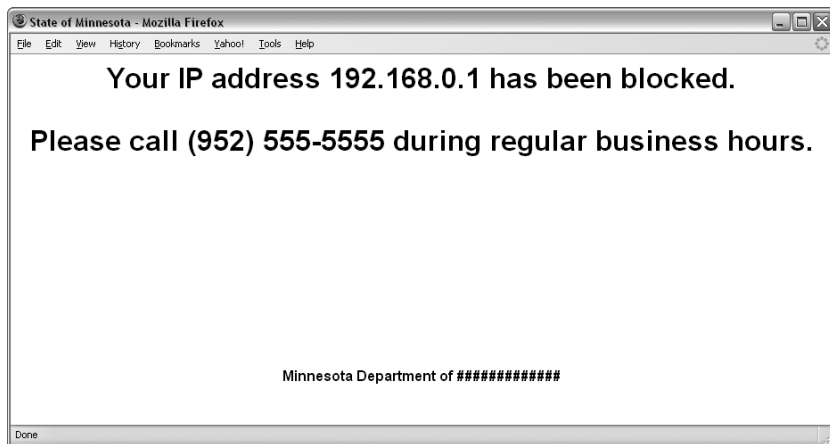 State of Minnesota - Mozilla Firefox
File Edit View History Bookmarks Yahoo! Tools Help
Your IP address 192.168.0.1 has been blocked.
Please call (952) 555-5555 during regular business hours.
Minnesota Department of #############
Done